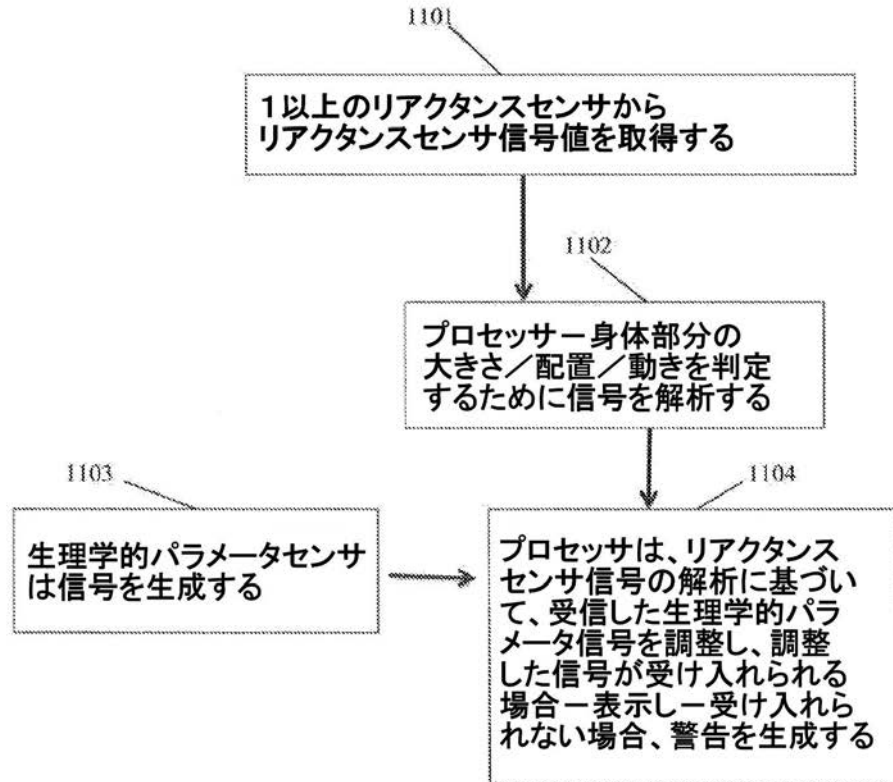 1101
１以上のリアクタンスセンサから
リアクタンスセンサ信号値を取得する
1102
プロセッサー身体部分の
大きさ／配置／動きを判定
するために信号を解析する
1103
生理学的パラメータセンサ
は信号を生成する
1104
プロセッサは、リアクタンス
センサ信号の解析に基づい
て、受信した生理学的パラ
メータ信号を調整し、調整
した信号が受け入れられる
場合－表示し－受け入れら
れない場合、警告を生成する